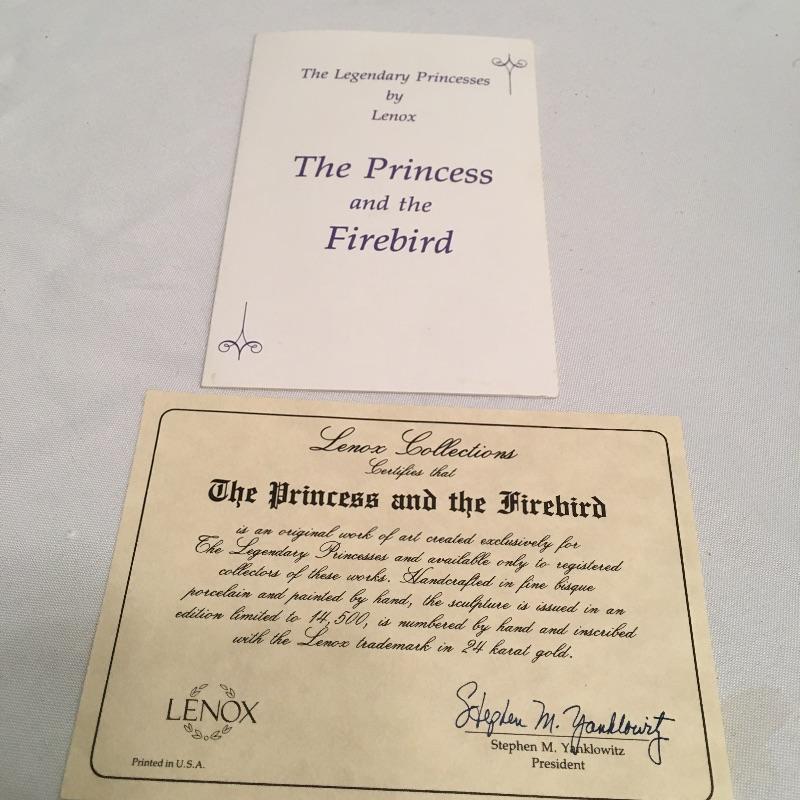 The Legendary Princesses
by
Lenox
The Princess
and the
Firebird
Lenox Collections
Certifies that
The Princess and the Firebird
is an original work of art created exclusively for
The Legendary Princesses and available only to registered
collectors of these works. Handcrafted in fine bisque
porcelain and painted by hand, the sculpture is issued in an
edition limited to 14,500, is numbered by hand and inscribed
with the Lenox trademark in 24 karat gold.
LENOX
Stephen M. Yanklowitz
Stephen M. Yanklowitz
President
Printed in U.S.A.